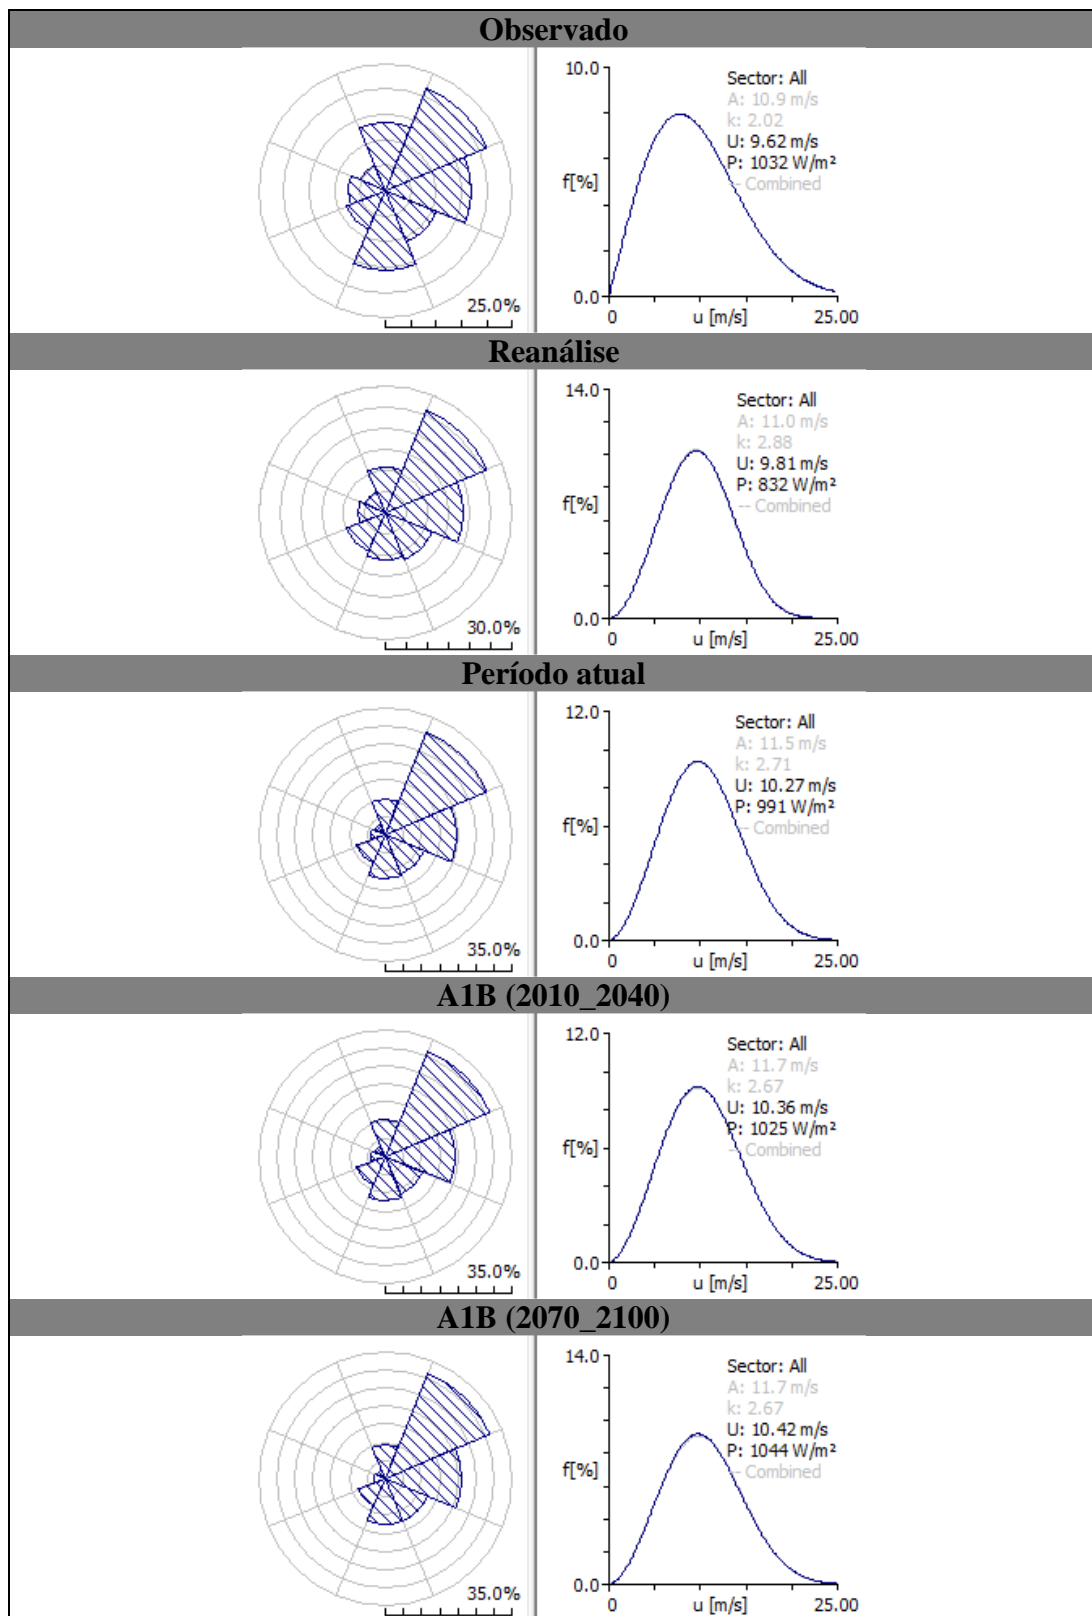 Observado
25.0%
10.0
f[%]
0.0
0
u [m/s]
25.00
Sector: All
A: 10.9 m/s
k: 2.02
U: 9.62 m/s
P: 1032 W/m²
-- Combined
Reanálise
30.0%
14.0
f[%]
0.0
0
u [m/s]
25.00
Sector: All
A: 11.0 m/s
k: 2.88
U: 9.81 m/s
P: 832 W/m²
-- Combined
Período atual
35.0%
12.0
f[%]
0.0
0
u [m/s]
25.00
Sector: All
A: 11.5 m/s
k: 2.71
U: 10.27 m/s
P: 991 W/m²
-- Combined
A1B (2010_2040)
35.0%
12.0
f[%]
0.0
0
u [m/s]
25.00
Sector: All
A: 11.7 m/s
k: 2.67
U: 10.36 m/s
P: 1025 W/m²
-- Combined
A1B (2070_2100)
35.0%
14.0
f[%]
0.0
0
u [m/s]
25.00
Sector: All
A: 11.7 m/s
k: 2.67
U: 10.42 m/s
P: 1044 W/m²
-- Combined